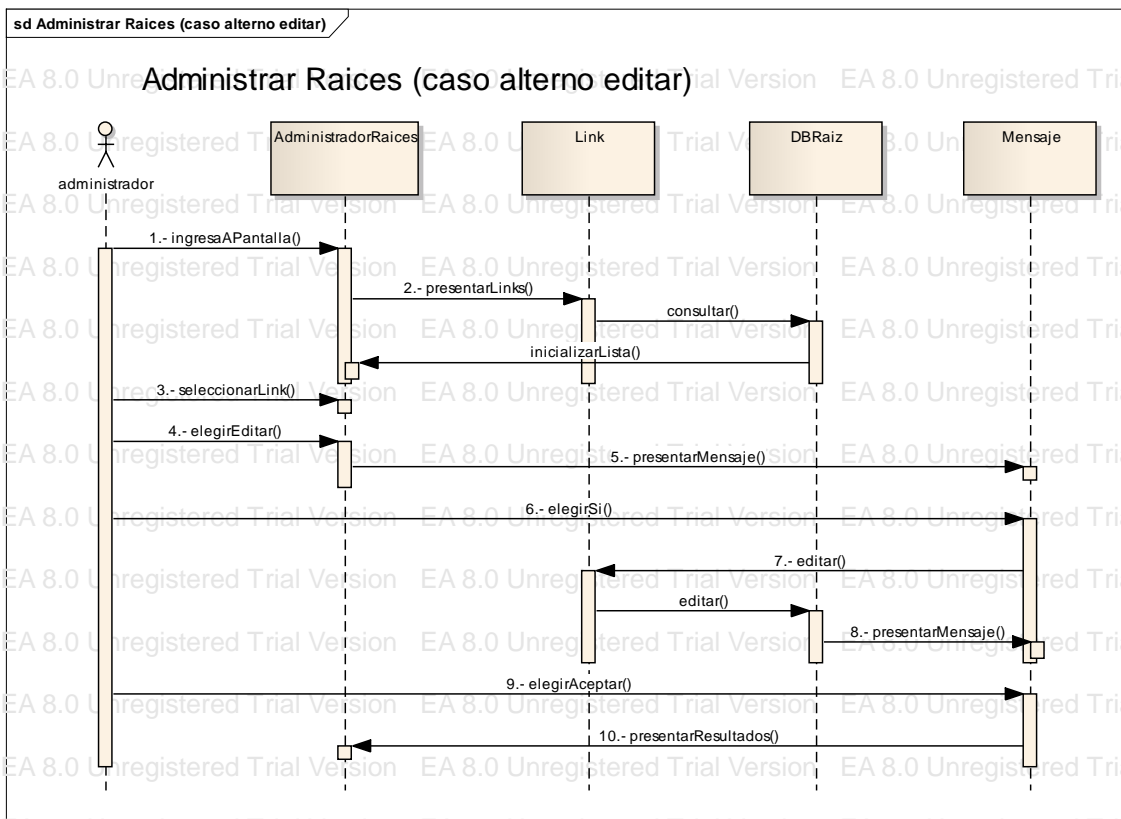 sd Administrar Raices (caso alterno editar)
Administrar Raices (caso alterno editar)
EA 8.0 Unregistered Trial Version
administrador
AdministradorRaices
Link
DBRaiz
Mensaje
1.- ingresaAPantalla()
2.- presentarLinks()
consultar()
inicializarLista()
3.- seleccionarLink()
4.- elegirEditar()
5.- presentarMensaje()
6.- elegirSi()
7.- editar()
editar()
8.- presentarMensaje()
9.- elegirAceptar()
10.- presentarResultados()